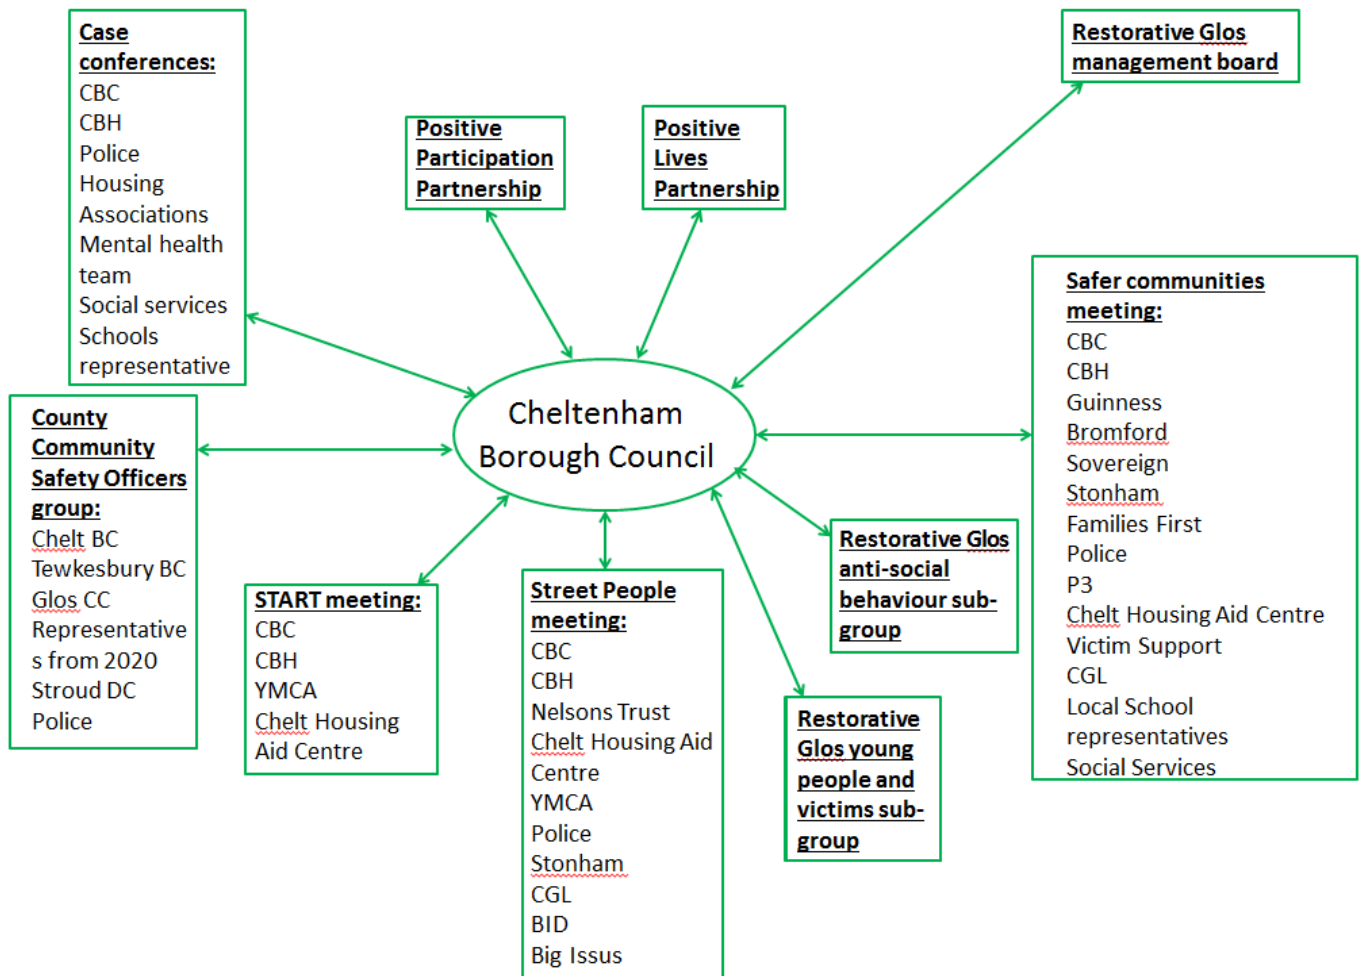 Case
conferences:
CBC
CBH
Police
Housing
Associations
Mental health
team
Social services
Schools
representative
Positive
Participation
Partnership
Positive
Lives
Partnership
Restorative Glos
management board
Cheltenham
Borough Council
County
Community
Safety Officers
group:
Chelt BC
Tewkesbury BC
Glos CC
Representative
s from 2020
Stroud DC
Police
START meeting:
CBC
CBH
YMCA
Chelt Housing
Aid Centre
Street People
meeting:
CBC
CBH
Nelsons Trust
Chelt Housing Aid
Centre
YMCA
Police
Stonham
CGL
BID
Big Issus
Restorative Glos
anti-social
behaviour sub-
group
Restorative
Glos young
people and
victims sub-
group
Safer communities
meeting:
CBC
CBH
Guinness
Bromford
Sovereign
Stonham
Families First
Police
P3
Chelt Housing Aid Centre
Victim Support
CGL
Local School
representatives
Social Services